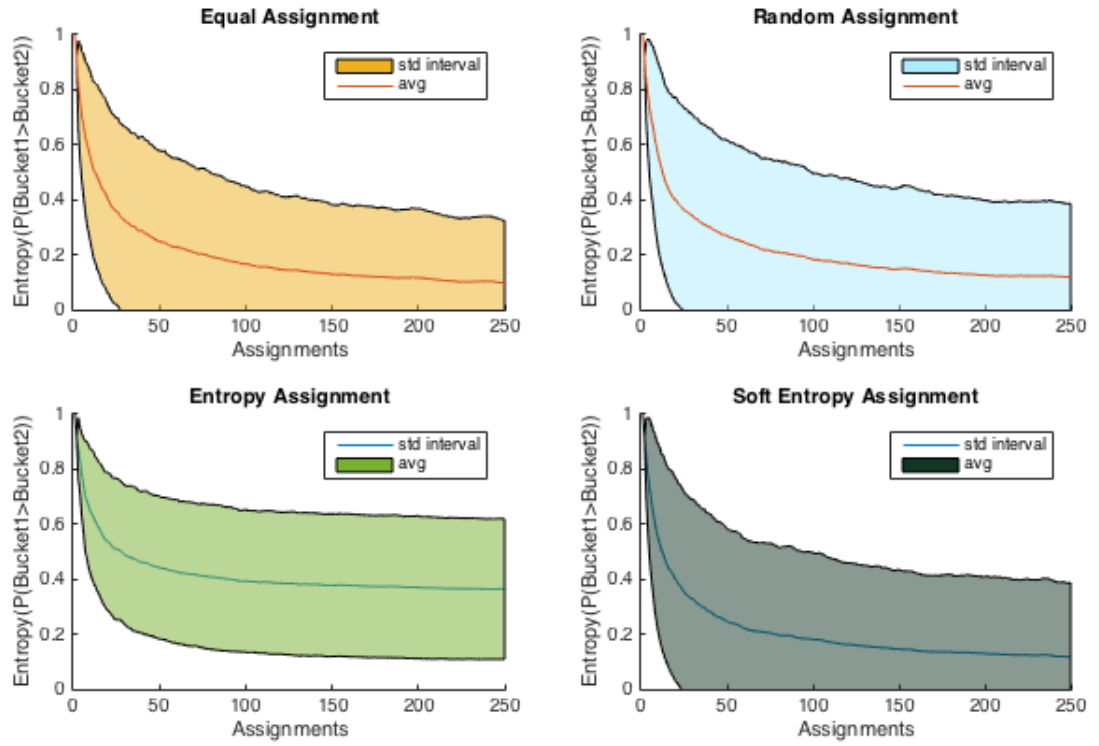 Equal Assignment
Entropy(P(Bucket1>Bucket2))
1
0.8
0.6
0.4
0.2
0
std interval
avg
0 50 100 150 200 250
Assignments
Random Assignment
Entropy(P(Bucket1>Bucket2))
1
0.8
0.6
0.4
0.2
0
std interval
avg
0 50 100 150 200 250
Assignments
Entropy Assignment
Entropy(P(Bucket1>Bucket2))
1
0.8
0.6
0.4
0.2
0
std interval
avg
0 50 100 150 200 250
Assignments
Soft Entropy Assignment
Entropy(P(Bucket1>Bucket2))
1
0.8
0.6
0.4
0.2
0
std interval
avg
0 50 100 150 200 250
Assignments